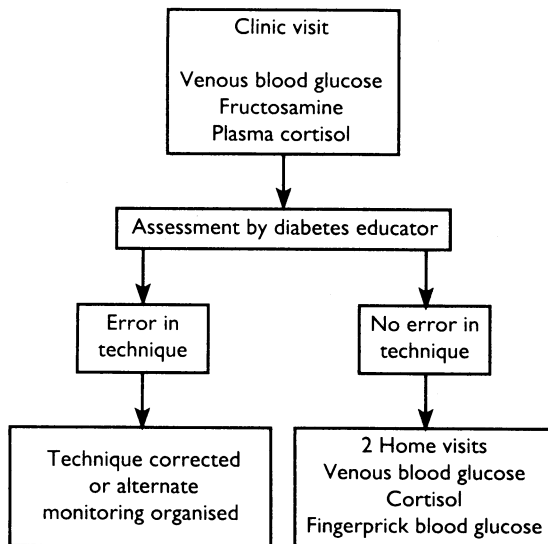 Clinic visit
Venous blood glucose
Fructosamine
Plasma cortisol
Assessment by diabetes educator
Error in
technique
No error in
technique
Technique corrected
or alternate
monitoring organised
2 Home visits
Venous blood glucose
Cortisol
Fingerprick blood glucose